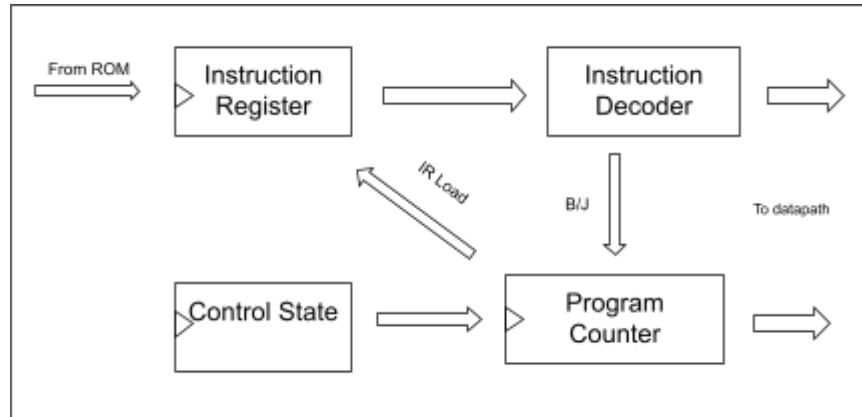 From ROM
Instruction
Register
Instruction
Decoder
IR Load
B/J
To datapath
Control State
Program
Counter